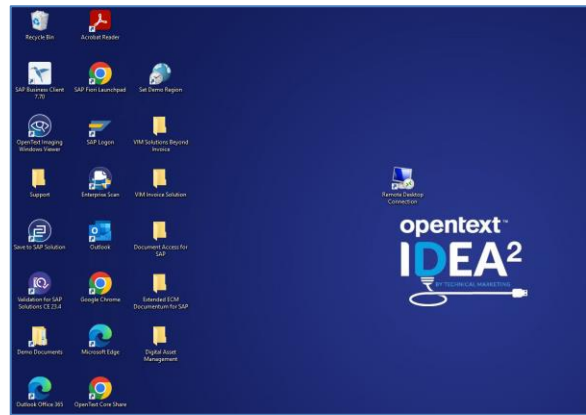 Recycle Bin
Acrobat Reader
SAP Business Client
7.70
SAP Fiori Launchpad
Set Demo Region
OpenText Imaging
Windows Viewer
SAP Logon
VIM Solutions Beyond
Invoice
Support
Enterprise Scan
VIM Invoice Solution
Remote Desktop
Connection
Save to SAP Solution
Outlook
Document Access for
SAP
opentext™
IDEA²
BY TECHNICAL MARKETING
Validation for SAP
Solutions CE 23.4
Google Chrome
Extended ECM
Documentum for SAP
Demo Documents
Microsoft Edge
Digital Asset
Management
Outlook Office 365
OpenText Core Share